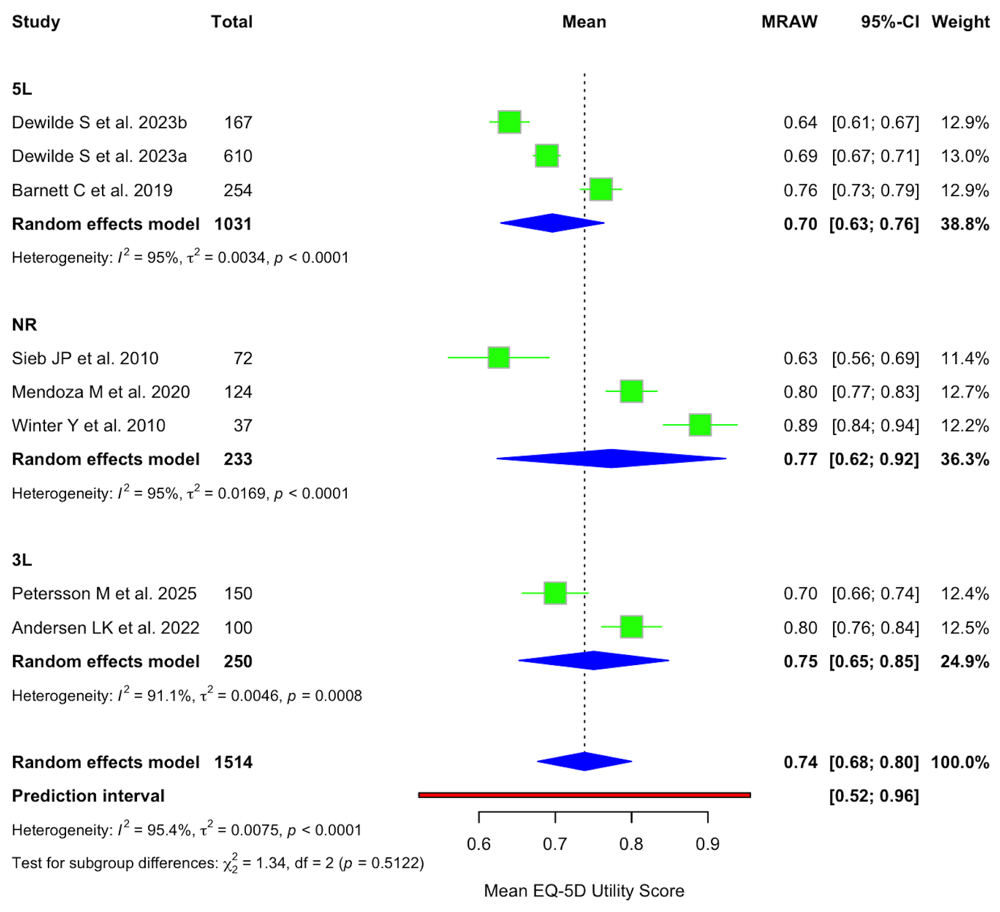 Study Total Mean MRAW 95%-CI Weight
5L
Dewilde S et al. 2023b 167 0.64 [0.61; 0.67] 12.9%
Dewilde S et al. 2023a 610 0.69 [0.67; 0.71] 13.0%
Barnett C et al. 2019 254 0.76 [0.73; 0.79] 12.9%
Random effects model 1031 0.70 [0.63; 0.76] 38.8%
Heterogeneity: I² = 95%, τ² = 0.0034, p < 0.0001
NR
Sieb JP et al. 2010 72 0.63 [0.56; 0.69] 11.4%
Mendoza M et al. 2020 124 0.80 [0.77; 0.83] 12.7%
Winter Y et al. 2010 37 0.89 [0.84; 0.94] 12.2%
Random effects model 233 0.77 [0.62; 0.92] 36.3%
Heterogeneity: I² = 95%, τ² = 0.0169, p < 0.0001
3L
Petersson M et al. 2025 150 0.70 [0.66; 0.74] 12.4%
Andersen LK et al. 2022 100 0.80 [0.76; 0.84] 12.5%
Random effects model 250 0.75 [0.65; 0.85] 24.9%
Heterogeneity: I² = 91.1%, τ² = 0.0046, p = 0.0008
Random effects model 1514 0.74 [0.68; 0.80] 100.0%
Prediction interval [0.52; 0.96]
Heterogeneity: I² = 95.4%, τ² = 0.0075, p < 0.0001
0.6 0.7 0.8 0.9
Test for subgroup differences: χ²₂ = 1.34, df = 2 (p = 0.5122)
Mean EQ-5D Utility Score